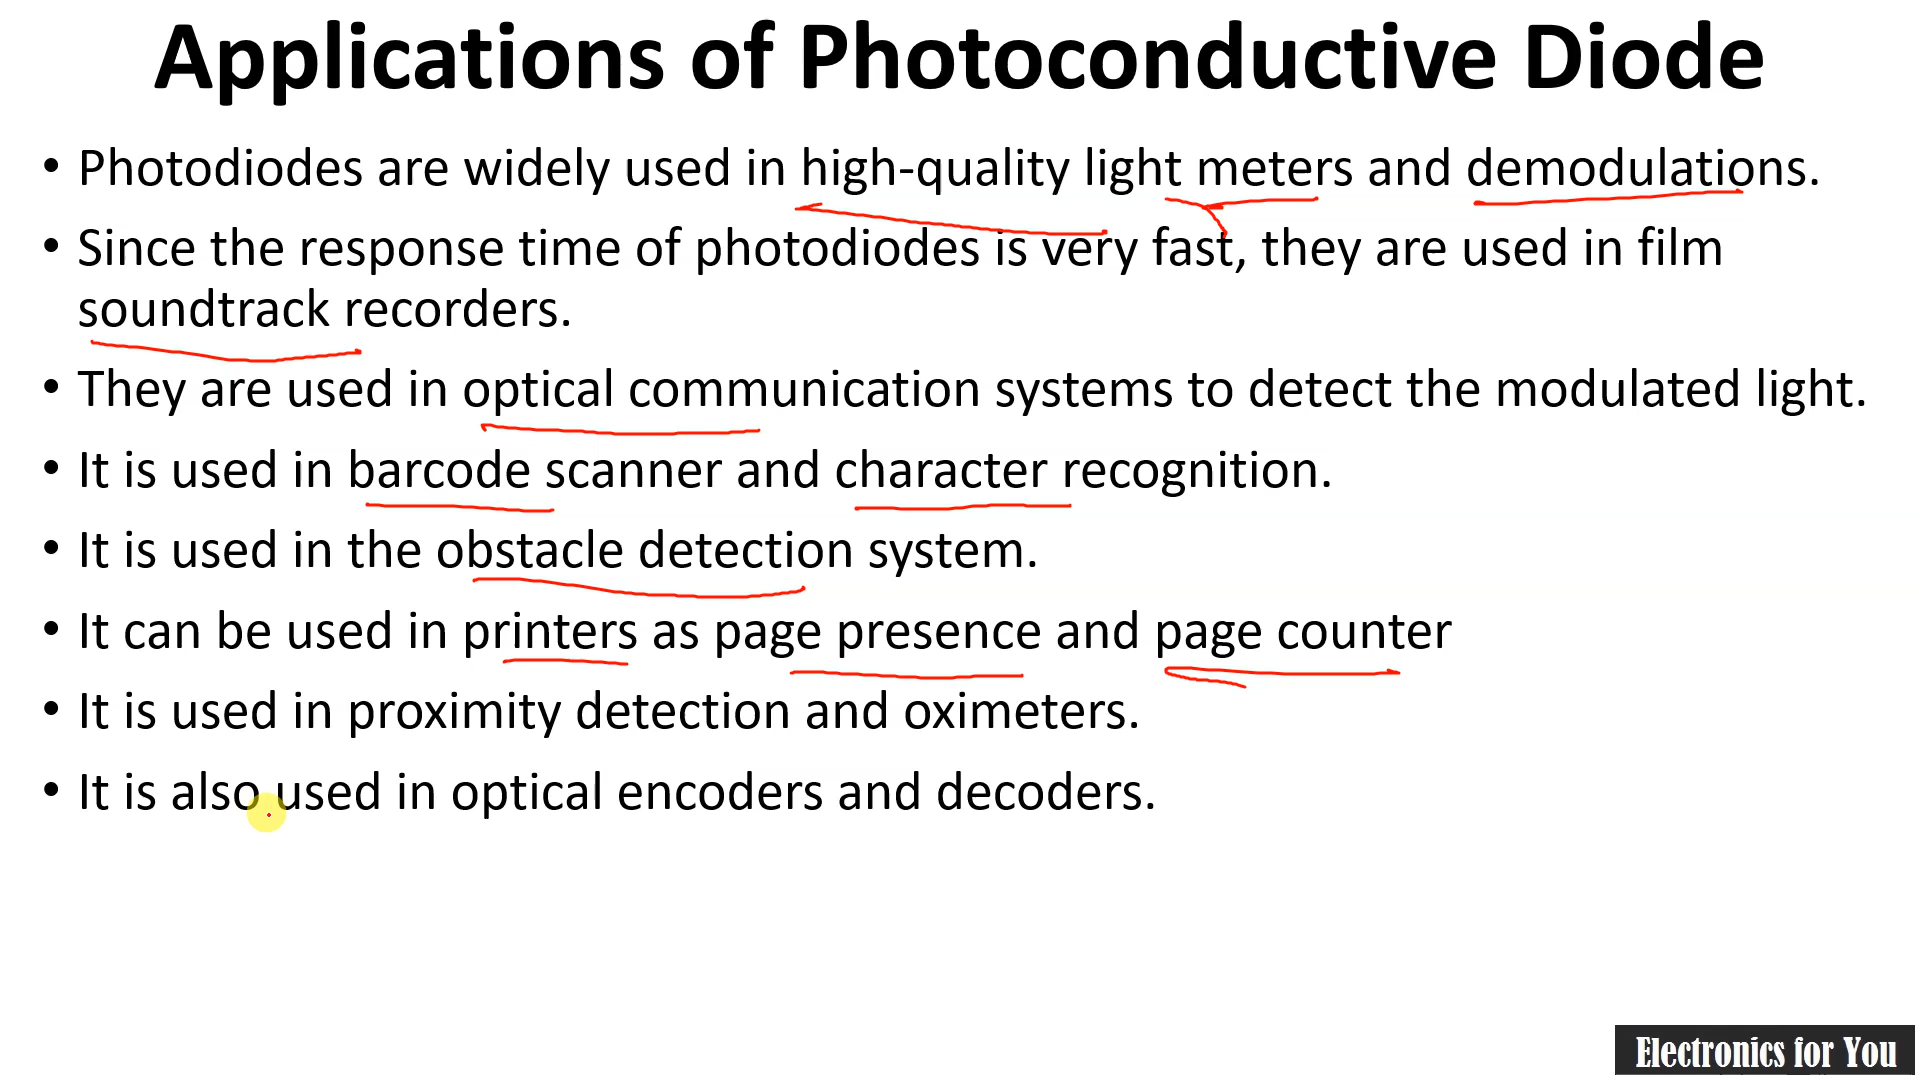 Applications of Photoconductive Diode
• Photodiodes are widely used in high-quality light meters and demodulations.
• Since the response time of photodiodes is very fast, they are used in film
soundtrack recorders.
• They are used in optical communication systems to detect the modulated light.
• It is used in barcode scanner and character recognition.
• It is used in the obstacle detection system.
• It can be used in printers as page presence and page counter
• It is used in proximity detection and oximeters.
• It is also used in optical encoders and decoders.
Electronics for You